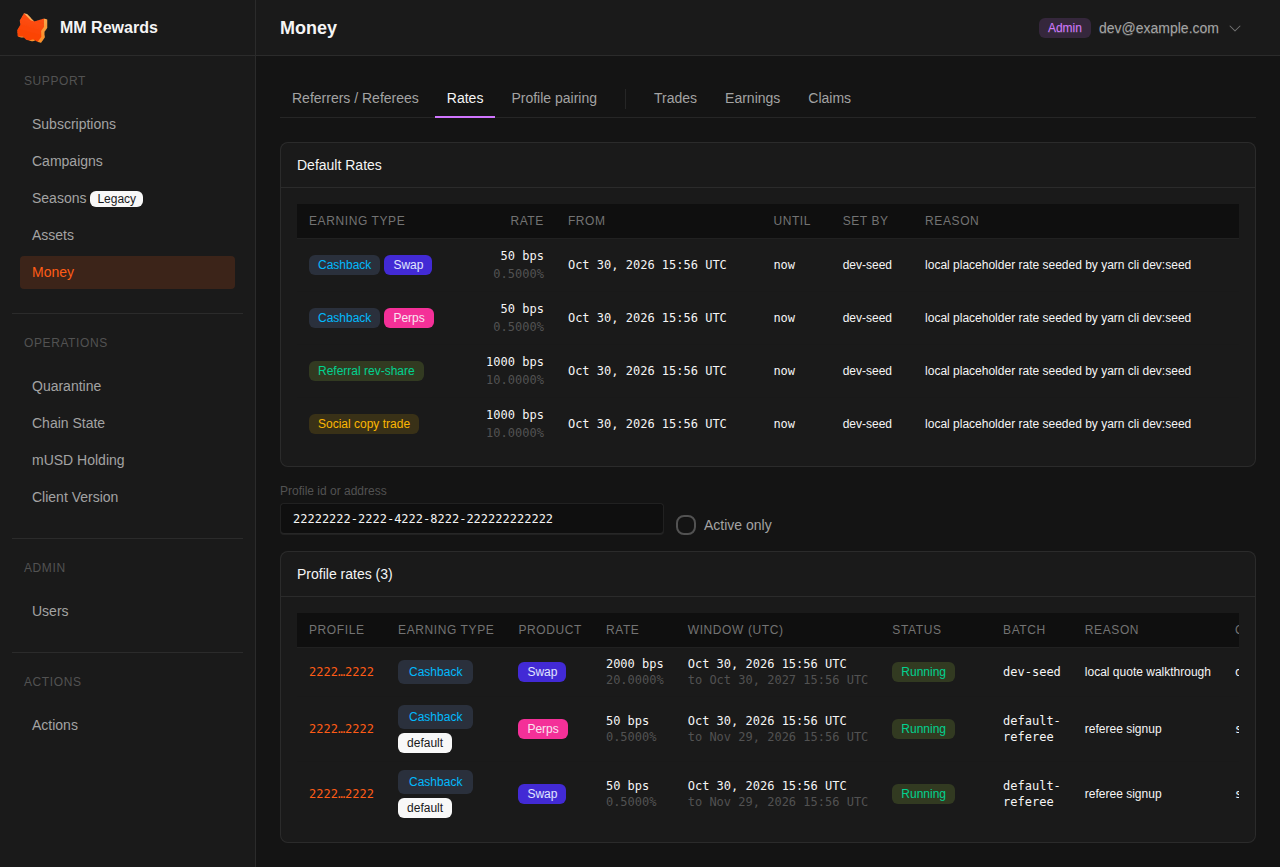 MM Rewards
Money
Admin dev@example.com
SUPPORT
Subscriptions
Campaigns
Seasons Legacy
Assets
Money
OPERATIONS
Quarantine
Chain State
mUSD Holding
Client Version
ADMIN
Users
ACTIONS
Actions
Referrers / Referees Rates Profile pairing Trades Earnings Claims
Default Rates
EARNING TYPE RATE FROM UNTIL SET BY REASON
Cashback Swap 50 bps 0.5000% Oct 30, 2026 15:56 UTC now dev-seed local placeholder rate seeded by yarn cli dev:seed
Cashback Perps 50 bps 0.5000% Oct 30, 2026 15:56 UTC now dev-seed local placeholder rate seeded by yarn cli dev:seed
Referral rev-share 1000 bps 10.0000% Oct 30, 2026 15:56 UTC now dev-seed local placeholder rate seeded by yarn cli dev:seed
Social copy trade 1000 bps 10.0000% Oct 30, 2026 15:56 UTC now dev-seed local placeholder rate seeded by yarn cli dev:seed
Profile id or address
22222222-2222-4222-8222-222222222222 Active only
Profile rates (3)
PROFILE EARNING TYPE PRODUCT RATE WINDOW (UTC) STATUS BATCH REASON
2222…2222 Cashback Swap 2000 bps 20.0000% Oct 30, 2026 15:56 UTC to Oct 30, 2027 15:56 UTC Running dev-seed local quote walkthrough
2222…2222 Cashback default Perps 50 bps 0.5000% Oct 30, 2026 15:56 UTC to Nov 29, 2026 15:56 UTC Running default-referee referee signup
2222…2222 Cashback default Swap 50 bps 0.5000% Oct 30, 2026 15:56 UTC to Nov 29, 2026 15:56 UTC Running default-referee referee signup